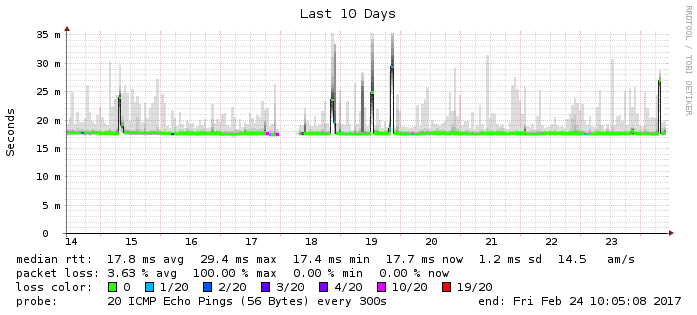 Last 10 Days
RRDTOOL / TOBI OETIKER
Seconds
35 m
30 m
25 m
20 m
15 m
10 m
5 m
0
14 15 16 17 18 19 20 21 22 23
median rtt: 17.8 ms avg 29.4 ms max 17.4 ms min 17.7 ms now 1.2 ms sd 14.5 am/s
packet loss: 3.63 % avg 100.00 % max 0.00 % min 0.00 % now
loss color: 0 1/20 2/20 3/20 4/20 10/20 19/20
probe: 20 ICMP Echo Pings (56 Bytes) every 300s end: Fri Feb 24 10:05:08 2017